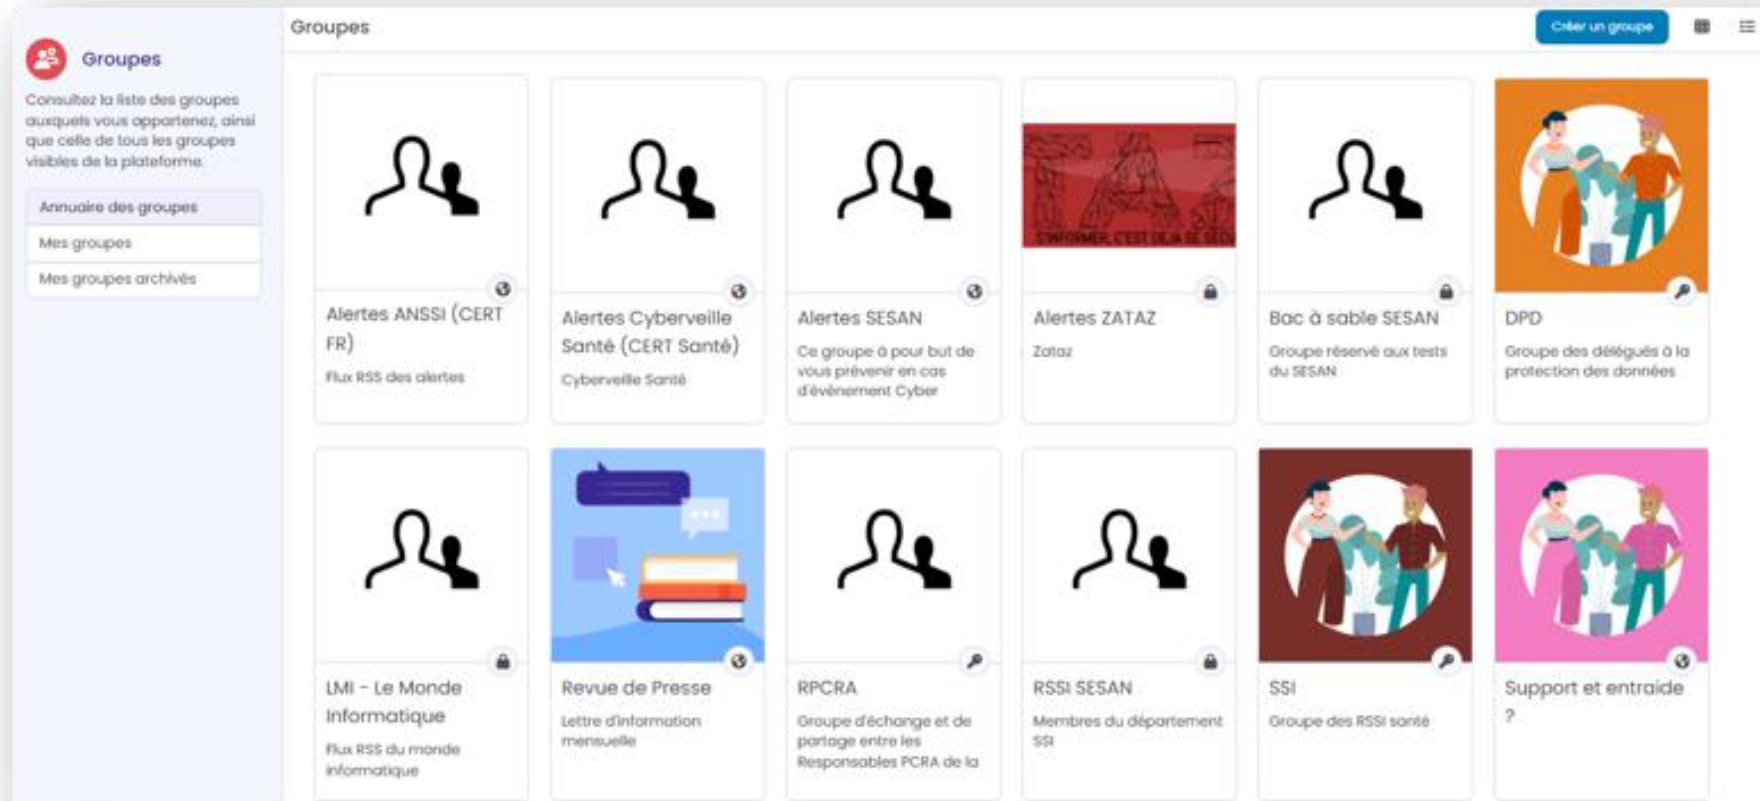 Groupes
Consultez la liste des groupes
auxquels vous appartenez, ainsi
que celle de tous les groupes
visibles de la plateforme.
Annuaire des groupes
Mes groupes
Mes groupes archivés
Groupes
Créer un groupe
Alertes ANSSI (CERT
FR)
Flux RSS des alertes
Alertes Cyberveille
Santé (CERT Santé)
Cyberveille Santé
Alertes SESAN
Ce groupe à pour but de
vous prévenir en cas
d'évènement Cyber
S'INFORMER, C'EST DEJA SE SECU
Alertes ZATAZ
Zataz
Bac à sable SESAN
Groupe réservé aux tests
du SESAN
DPD
Groupe des délégués à la
protection des données
LMI - Le Monde
Informatique
Flux RSS du monde
informatique
Revue de Presse
Lettre d'information
mensuelle
RPCRA
Groupe d'échange et de
partage entre les
Responsables PCRA de la
RSSI SESAN
Membres du département
SSI
SSI
Groupe des RSSI santé
Support et entraide
?